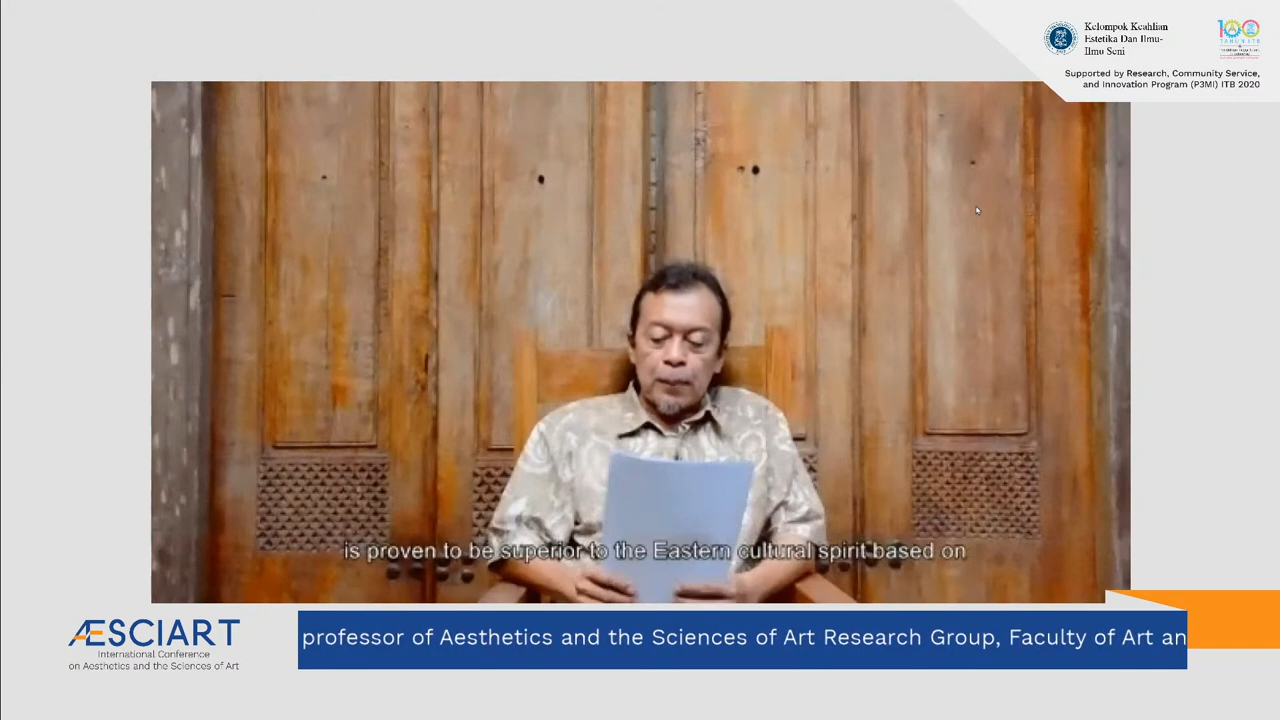 Kelompok Keahlian
Estetika Dan Ilmu-
Ilmu Seni
100
Supported by Research, Community Service,
and Innovation Program (P3MI) ITB 2020
is proven to be superior to the Eastern cultural spirit based on
ÆSCIART
International Conference
on Aesthetics and the Sciences of Art
professor of Aesthetics and the Sciences of Art Research Group, Faculty of Art an